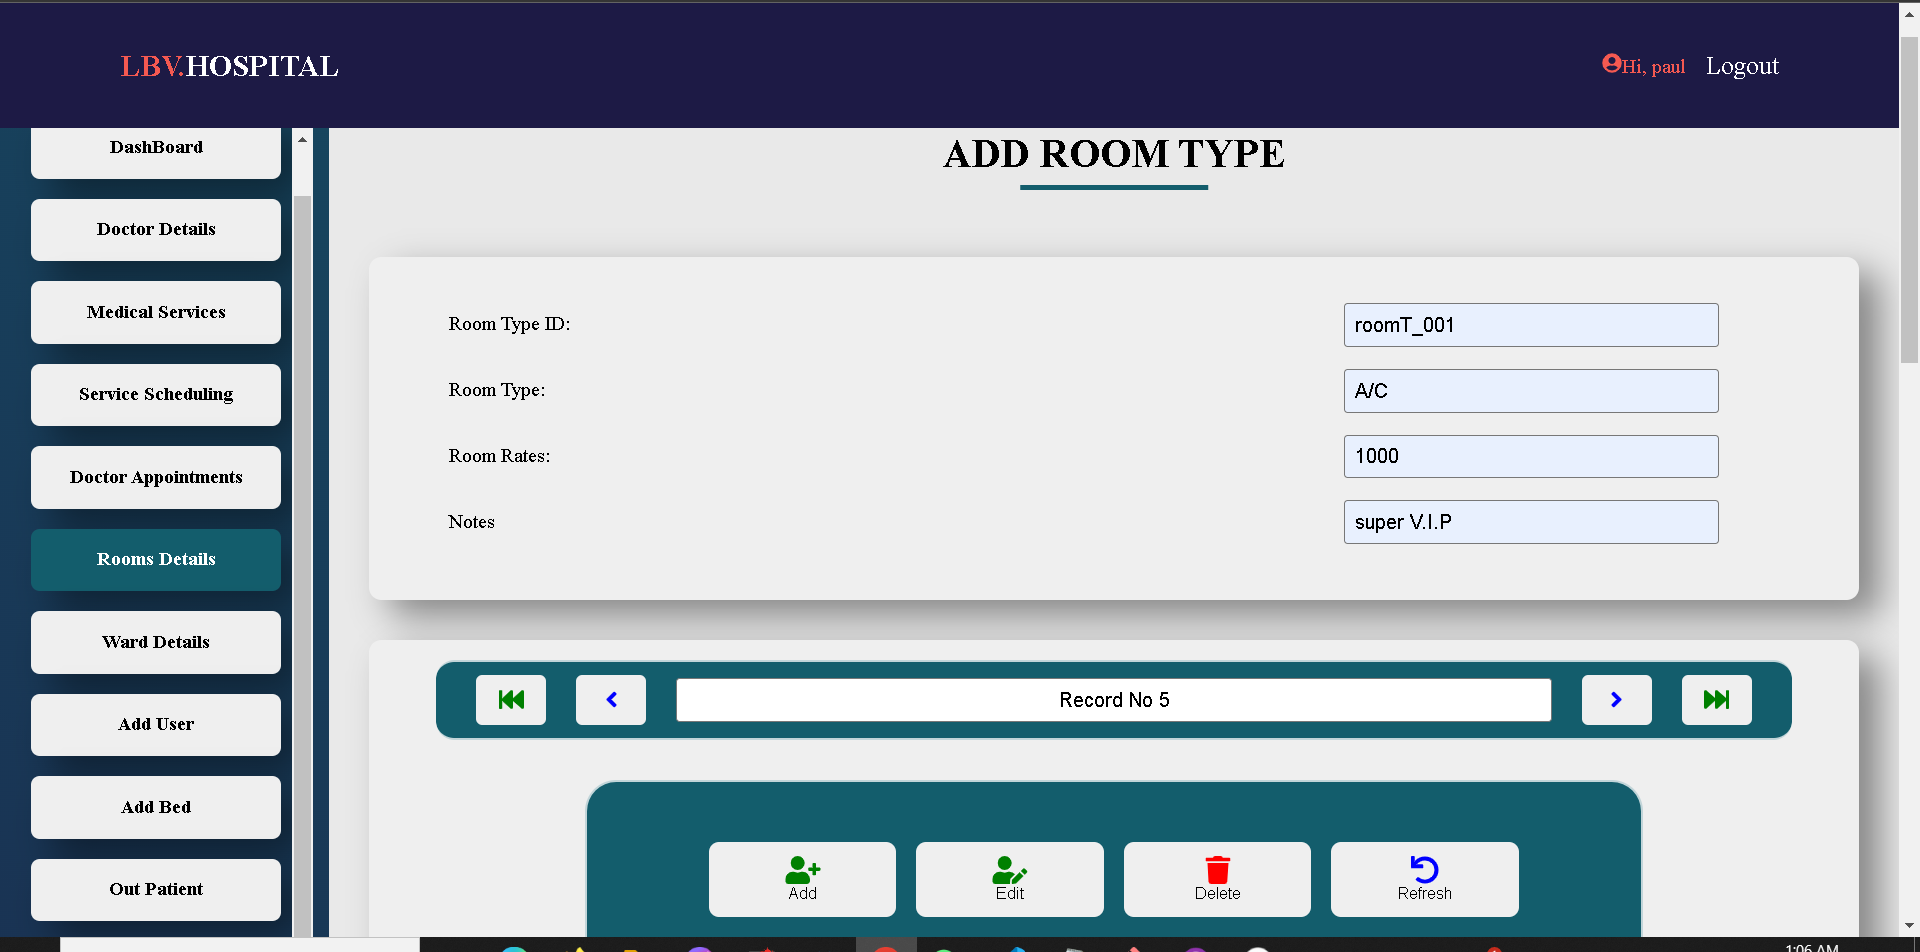 LBV.HOSPITAL
Hi, paul
Logout
DashBoard
Doctor Details
Medical Services
Service Scheduling
Doctor Appointments
Rooms Details
Ward Details
Add User
Add Bed
Out Patient
ADD ROOM TYPE
Room Type ID:
roomT_001
Room Type:
A/C
Room Rates:
1000
Notes
super V.I.P
Record No 5
Add
Edit
Delete
Refresh
1:06 AM